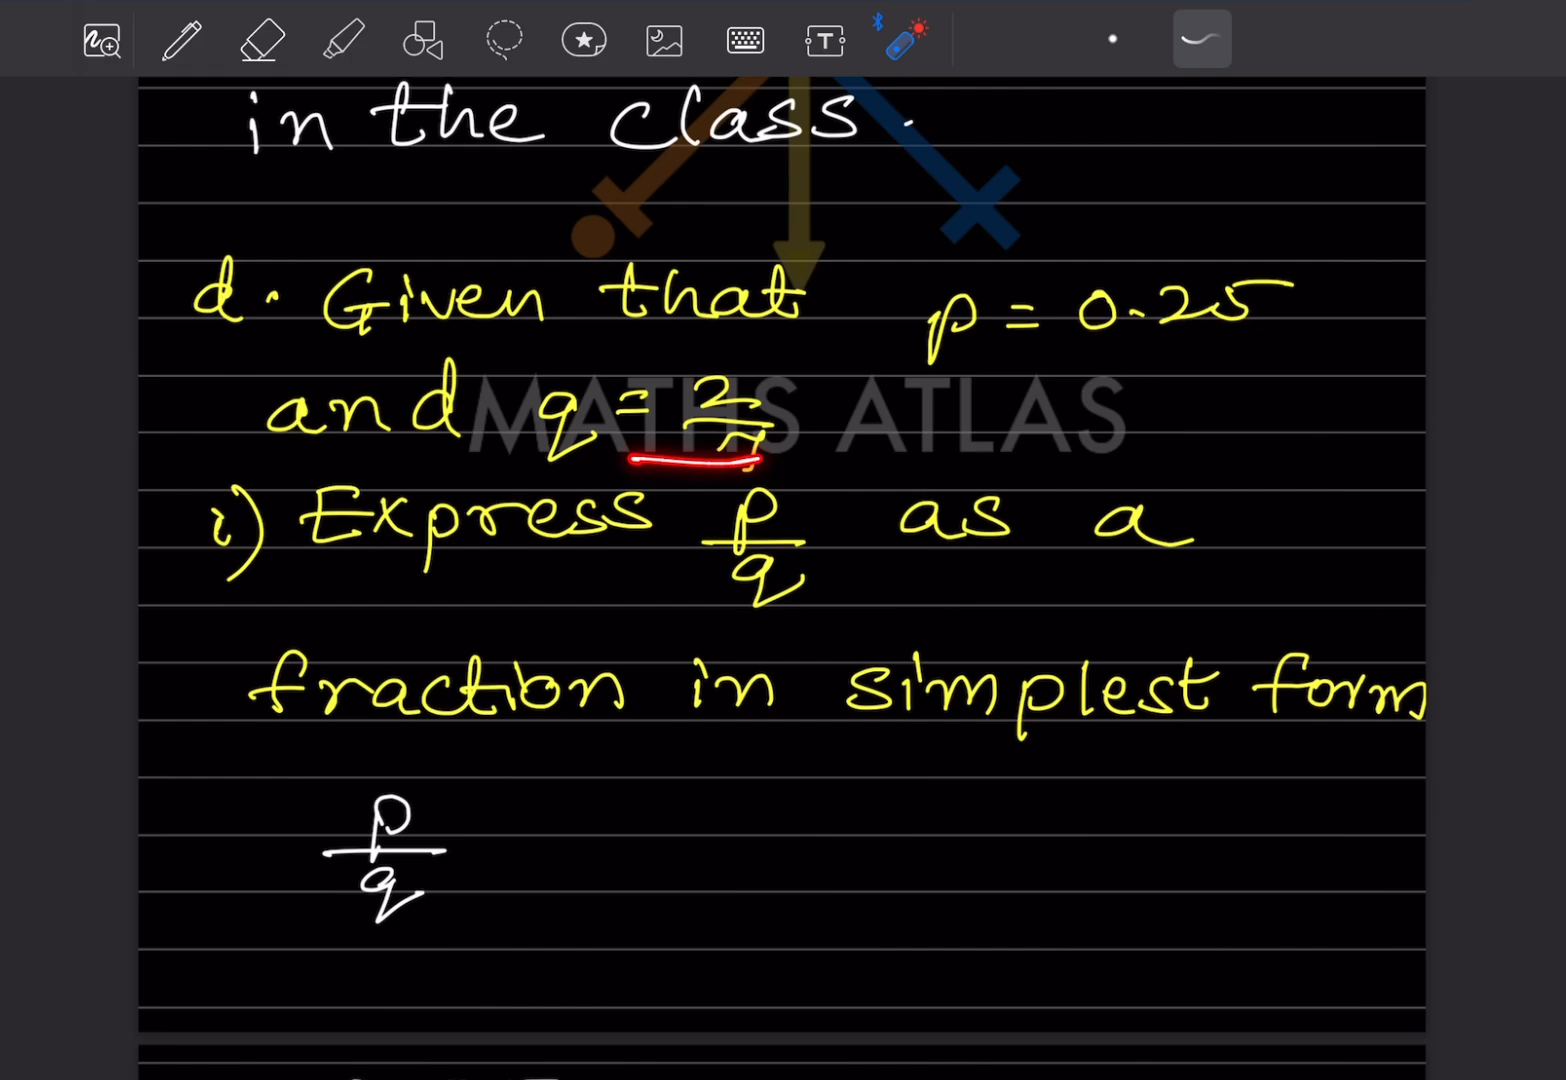 in the class.
d. Given that p = 0.25
and q = 2/7
MATHS ATLAS
i) Express p/q as a
fraction in simplest form
p/q